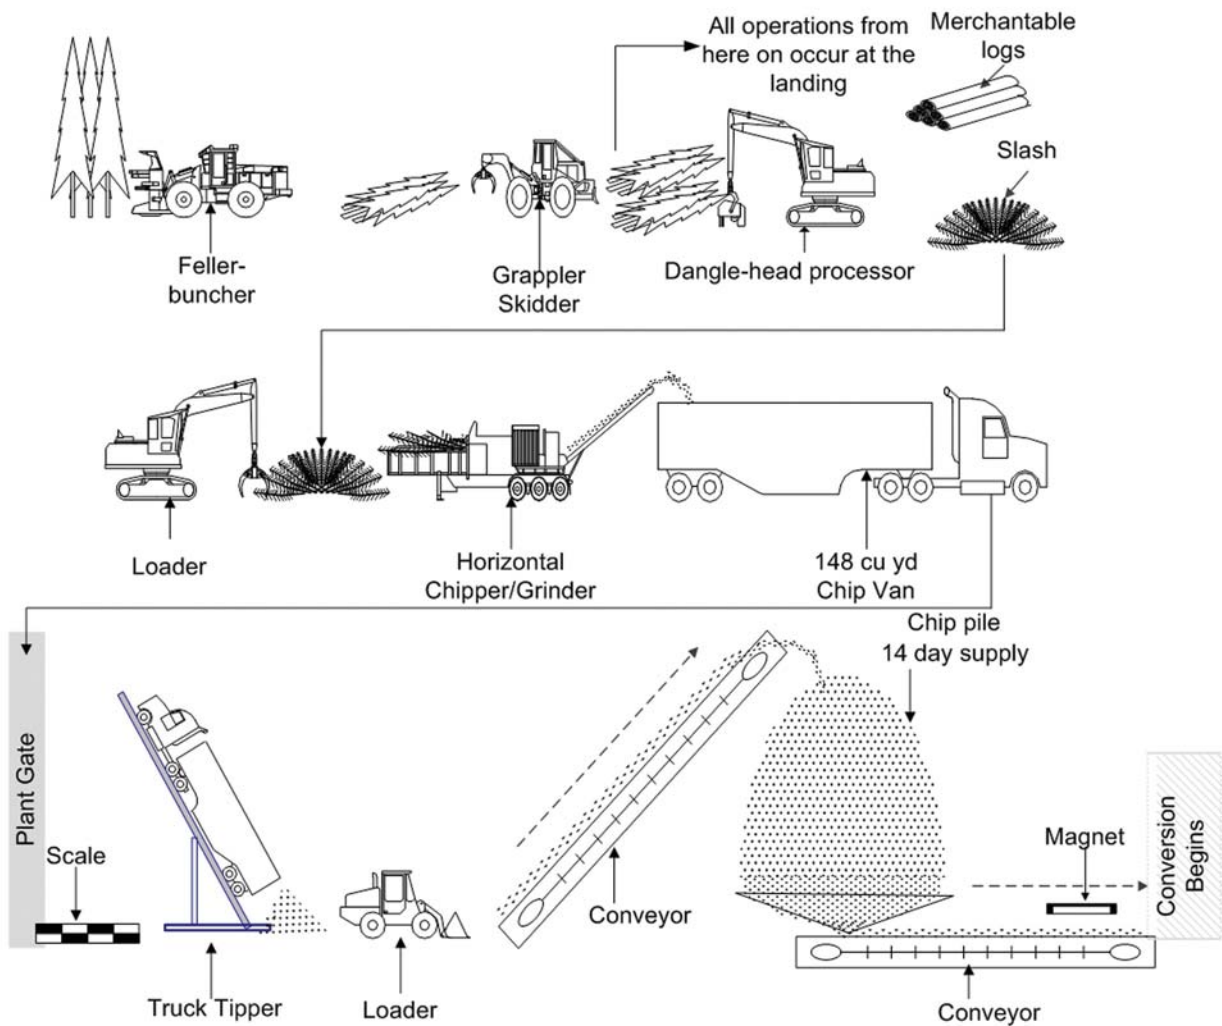 All operations from
here on occur at the
landing
Merchantable
logs
Slash
Feller-
buncher
Grappler
Skidder
Dangle-head processor
Loader
Horizontal
Chipper/Grinder
148 cu yd
Chip Van
Chip pile
14 day supply
Plant Gate
Scale
Truck Tipper
Loader
Conveyor
Magnet
Conversion
Begins
Conveyor